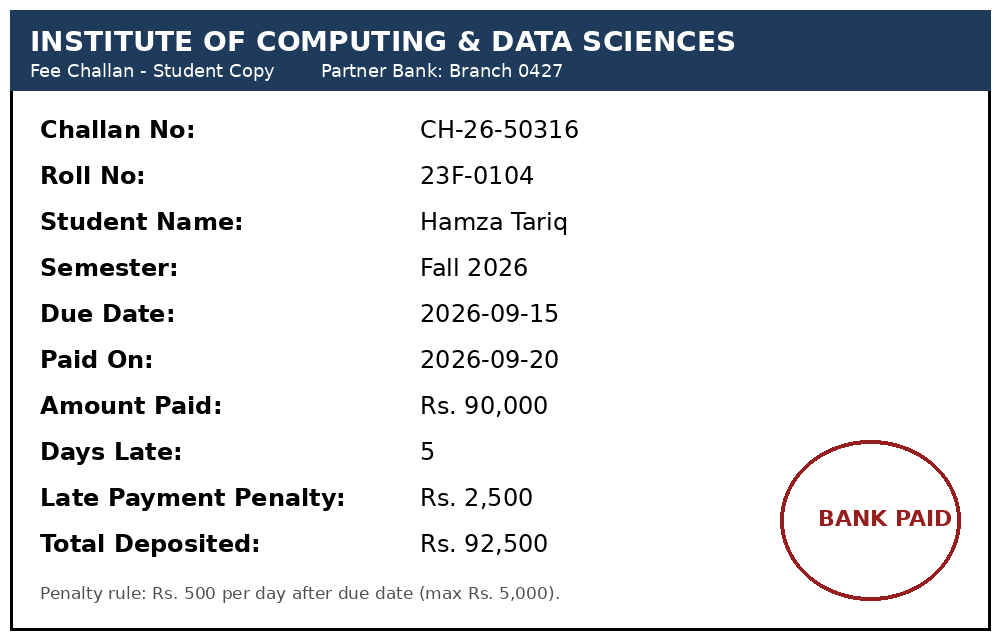 INSTITUTE OF COMPUTING & DATA SCIENCES
Fee Challan - Student Copy Partner Bank: Branch 0427
Challan No: CH-26-50316
Roll No: 23F-0104
Student Name: Hamza Tariq
Semester: Fall 2026
Due Date: 2026-09-15
Paid On: 2026-09-20
Amount Paid: Rs. 90,000
Days Late: 5
Late Payment Penalty: Rs. 2,500
BANK PAID
Total Deposited: Rs. 92,500
Penalty rule: Rs. 500 per day after due date (max Rs. 5,000).